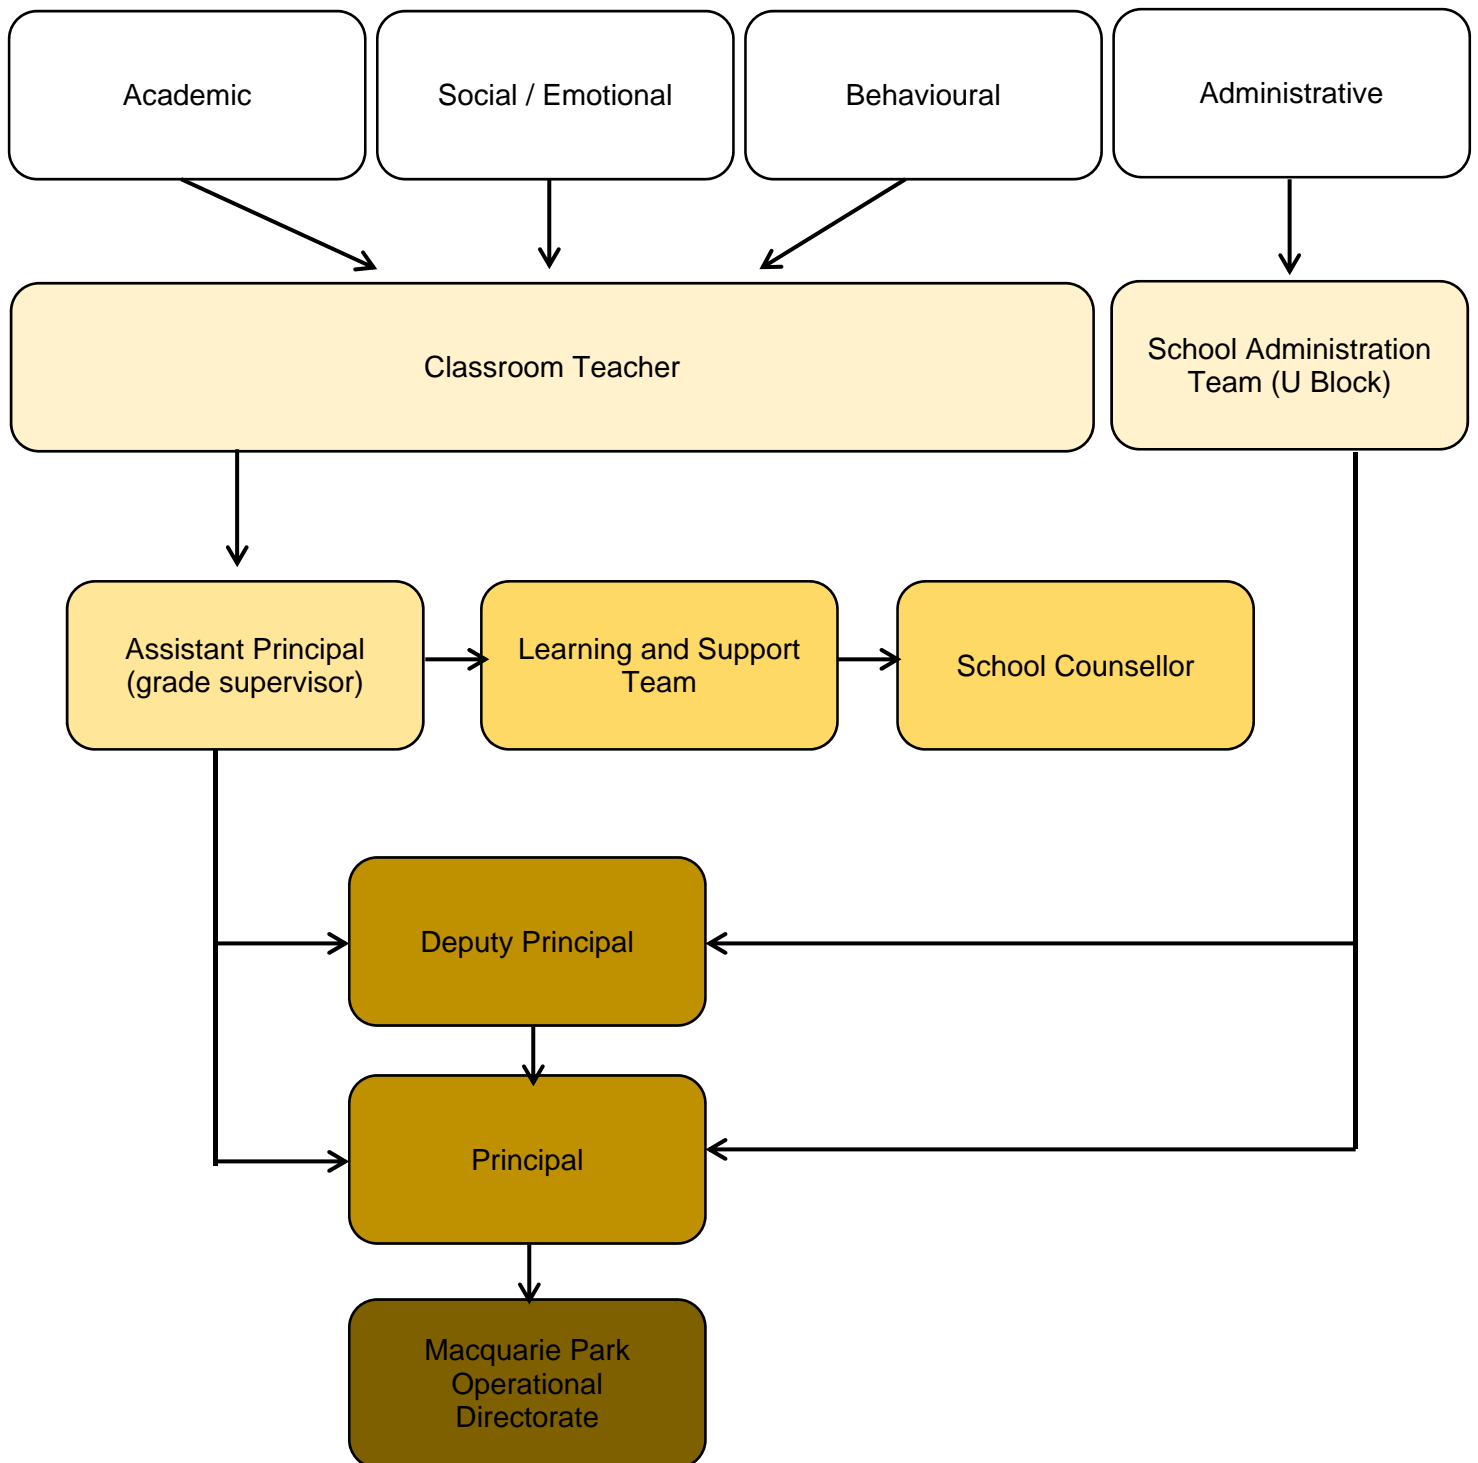 Academic
Social / Emotional
Behavioural
Administrative
Classroom Teacher
School Administration
Team (U Block)
Assistant Principal
(grade supervisor)
Learning and Support
Team
School Counsellor
Deputy Principal
Principal
Macquarie Park
Operational
Directorate